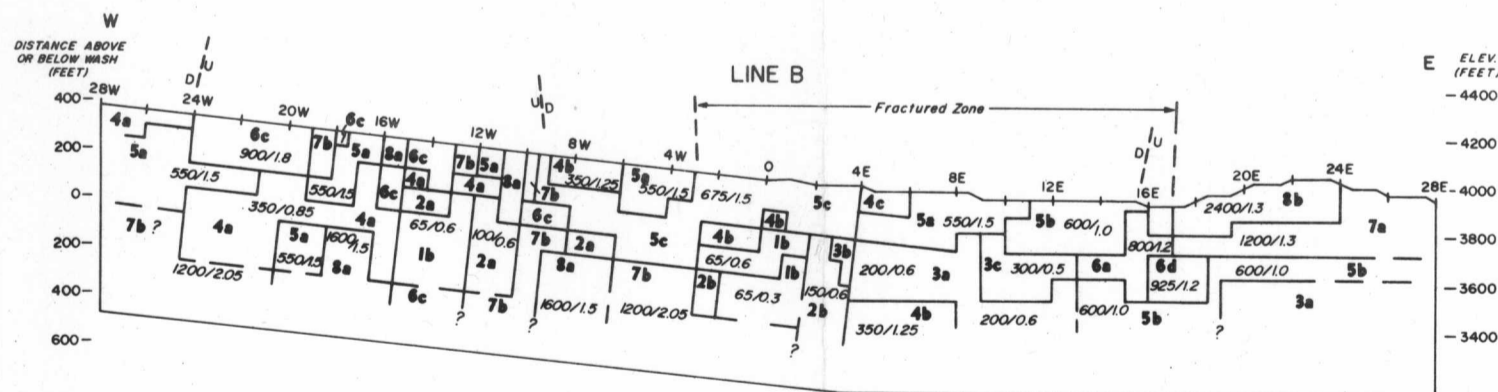 W
DISTANCE ABOVE
OR BELOW WASH
(FEET)
LINE B
E
ELEV.
(FEET)
D U
U D
D U
Fractured Zone
28W 24W 20W 16W 12W 8W 4W 0 4E 8E 12E 16E 20E 24E 28E
400
200
0
200
400
600
4400
4200
4000
3800
3600
3400
4a 6c 7b 6c 5a 8a 6c 7b 5a 8a 7b 4b 5a 5c 4c 5a 5b 8b 7a
5a 900/1.8 350/1.25 550/1.5 675/1.5 550/1.5 600/1.0 2400/1.3
550/1.5 550/1.5 6c 4a 4a 2a 6c 4b 800/1.2 1200/1.3
350/0.85 4a 65/0.6 100/0.6 7b 2a 5c 4b 1b 3b
7b ? 4a 5a 1600/1.5 1b 2a 8a 7b 65/0.6 1b 200/0.6 3a 3c 300/0.5 6a 6d 600/1.0 5b
1200/2.05 550/1.5 8a 6c 7b 1600/1.5 1200/2.05 2b 65/0.3 150/0.6 2b 350/1.25 4b 200/0.6 600/1.0 925/1.2 5b 3a
? ? ? ?